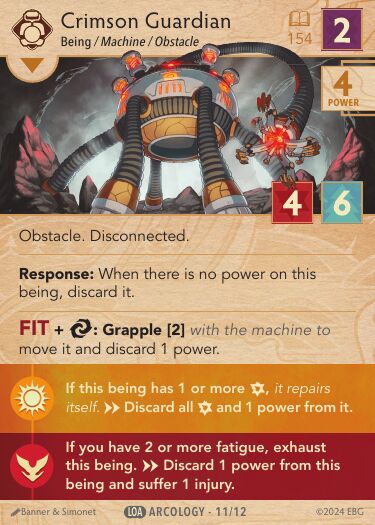 Crimson Guardian
Being / Machine / Obstacle
154
2
4
POWER
4
6
Obstacle. Disconnected.
Response: When there is no power on this
being, discard it.
FIT + : Grapple [2] with the machine to
move it and discard 1 power.
If this being has 1 or more , it repairs
itself. Discard all and 1 power from it.
If you have 2 or more fatigue, exhaust
this being. Discard 1 power from this
being and suffer 1 injury.
Banner & Simonet
LOA ARCOLOGY · 11/12
©2024 EBG